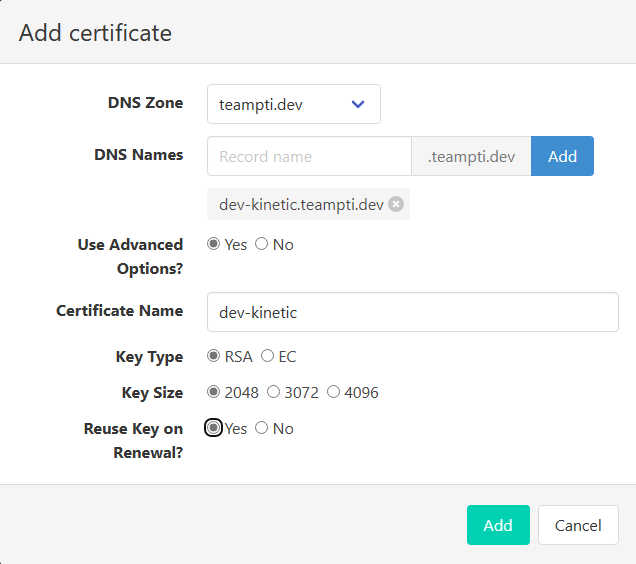 Add certificate
DNS Zone
teampti.dev
DNS Names
Record name
.teampti.dev
Add
dev-kinetic.teampti.dev
Use Advanced
Options?
Yes No
Certificate Name
dev-kinetic
Key Type
RSA EC
Key Size
2048 3072 4096
Reuse Key on
Renewal?
Yes No
Add
Cancel